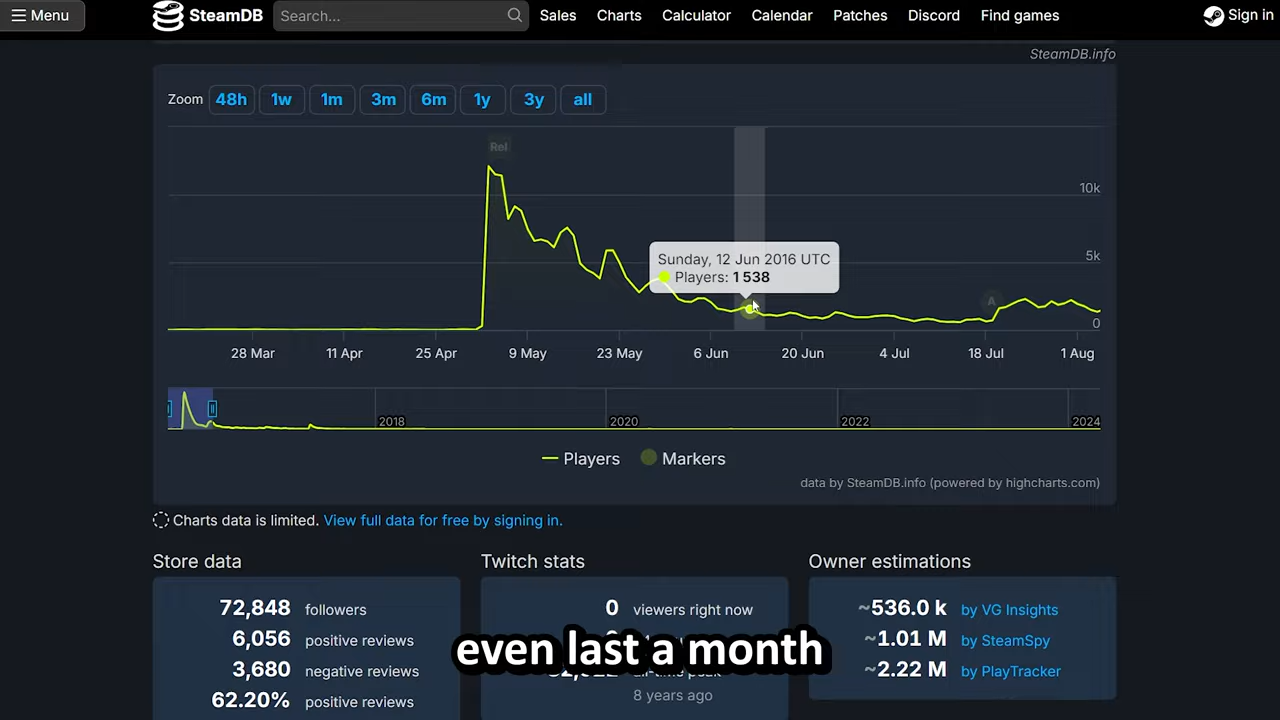 Menu
SteamDB
Search...
Sales
Charts
Calculator
Calendar
Patches
Discord
Find games
Sign in
SteamDB.info
Zoom
48h
1w
1m
3m
6m
1y
3y
all
Rel
10k
5k
0
Sunday, 12 Jun 2016 UTC
Players: 1 538
A
28 Mar
11 Apr
25 Apr
9 May
23 May
6 Jun
20 Jun
4 Jul
18 Jul
1 Aug
2018
2020
2022
2024
Players
Markers
data by SteamDB.info (powered by highcharts.com)
Charts data is limited. View full data for free by signing in.
Store data
72,848 followers
6,056 positive reviews
3,680 negative reviews
62.20% positive reviews
Twitch stats
0 viewers right now
all-time peak
8 years ago
Owner estimations
~536.0 k by VG Insights
~1.01 M by SteamSpy
~2.22 M by PlayTracker
even last a month